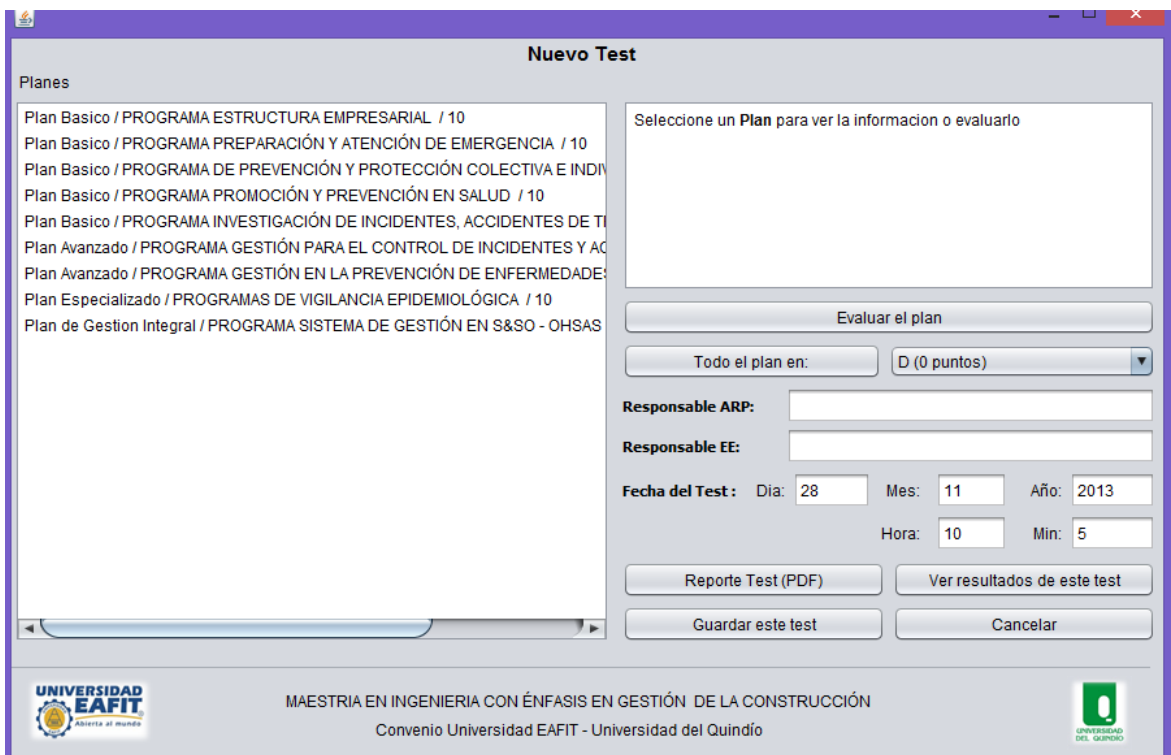 Nuevo Test
Planes
Plan Basico / PROGRAMA ESTRUCTURA EMPRESARIAL / 10
Plan Basico / PROGRAMA PREPARACIÓN Y ATENCIÓN DE EMERGENCIA / 10
Plan Basico / PROGRAMA DE PREVENCIÓN Y PROTECCIÓN COLECTIVA E
Plan Basico / PROGRAMA PROMOCIÓN Y PREVENCIÓN EN SALUD / 10
Plan Basico / PROGRAMA INVESTIGACIÓN DE INCIDENTES, ACCIDENTES DE
Plan Avanzado / PROGRAMA GESTIÓN PARA EL CONTROL DE INCIDENTES Y
Plan Avanzado / PROGRAMA GESTIÓN EN LA PREVENCIÓN DE ENFERMEDADES
Plan Especializado / PROGRAMAS DE VIGILANCIA EPIDEMIOLÓGICA / 10
Plan de Gestion Integral / PROGRAMA SISTEMA DE GESTIÓN EN S&SO - OHSAS
Seleccione un Plan para ver la informacion o evaluarlo
Evaluar el plan
Todo el plan en: D (0 puntos)
Responsable ARP:
Responsable EE:
Fecha del Test : Dia: 28 Mes: 11 Año: 2013
Hora: 10 Min: 5
Reporte Test (PDF) Ver resultados de este test
Guardar este test Cancelar
UNIVERSIDAD
EAFIT
Abierta al mundo
MAESTRIA EN INGENIERIA CON ÉNFASIS EN GESTIÓN DE LA CONSTRUCCIÓN
Convenio Universidad EAFIT - Universidad del Quindío
UNIVERSIDAD
DEL QUINDÍO